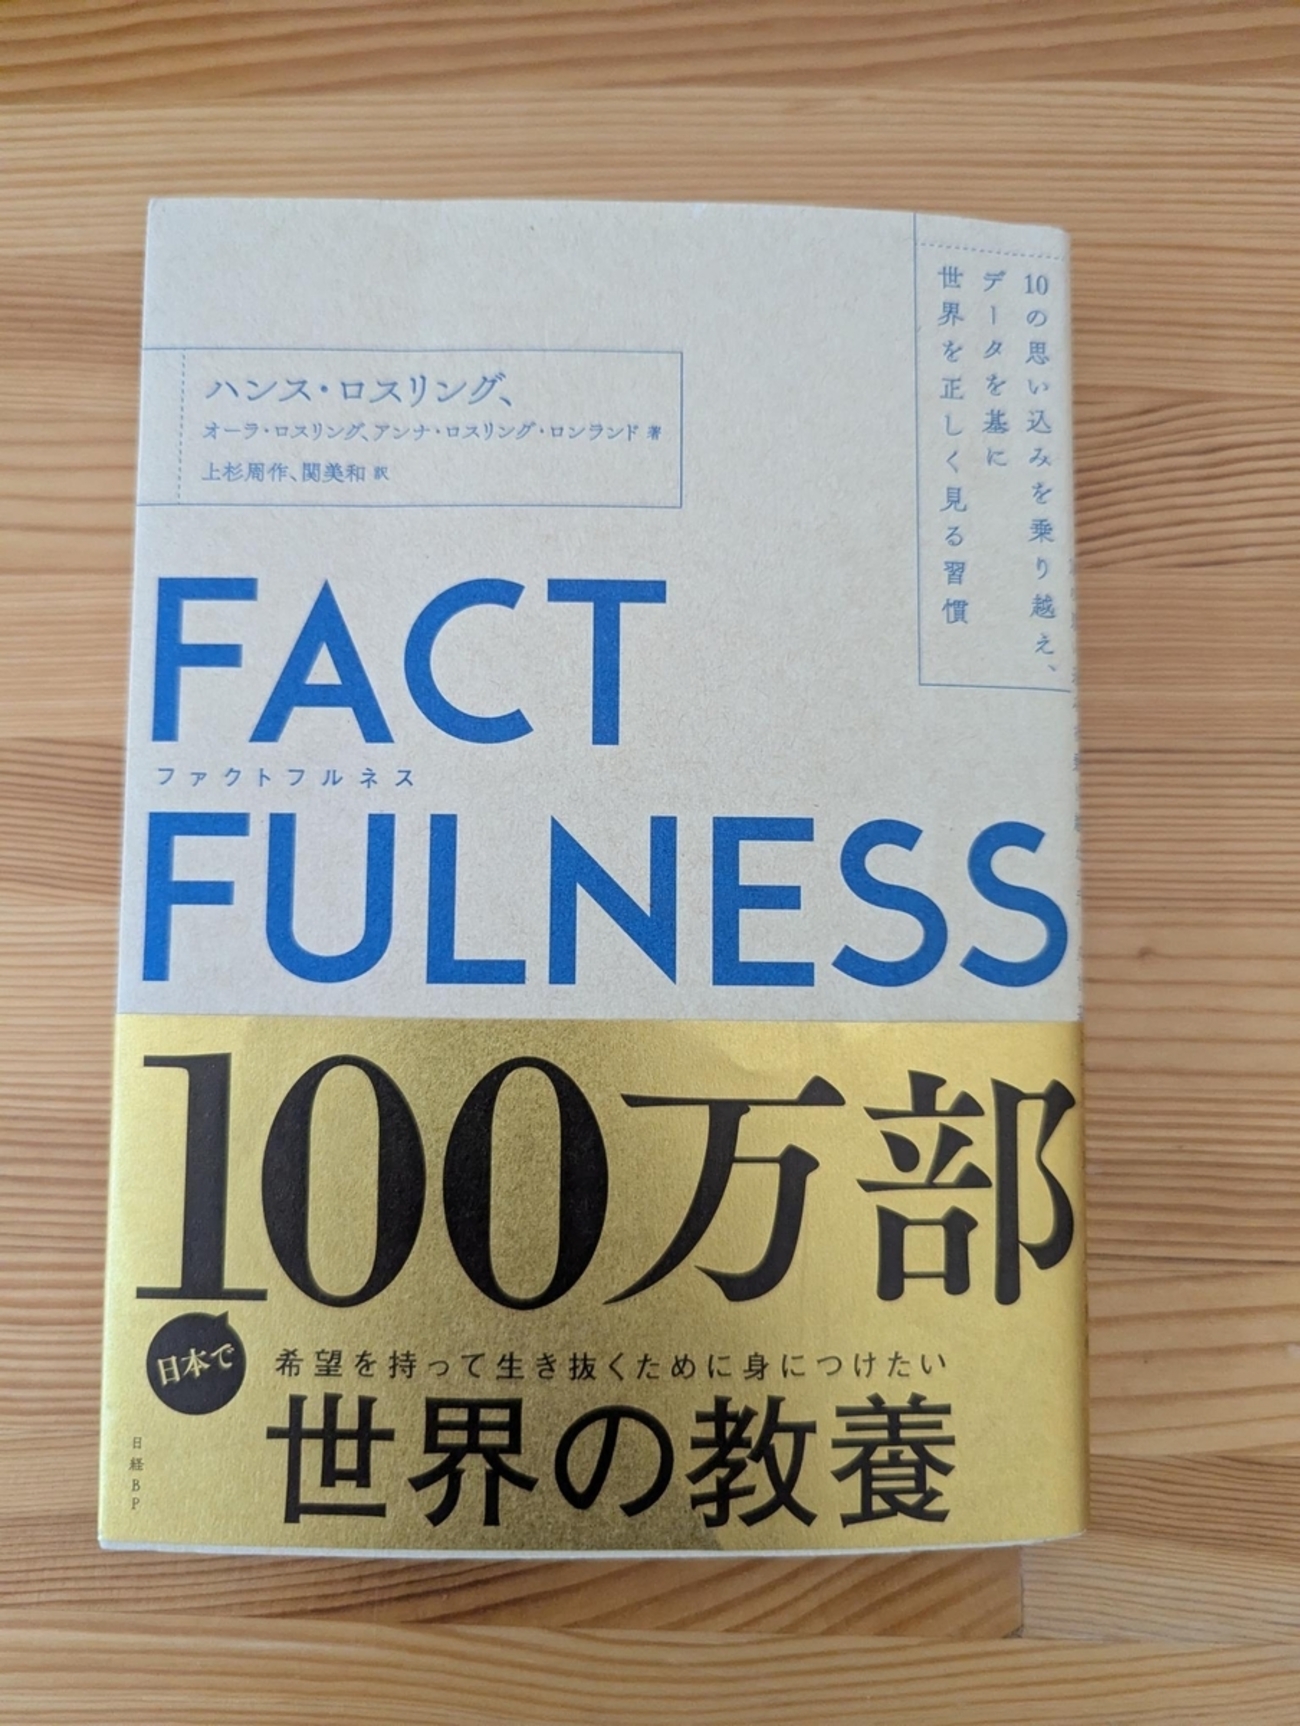 10の思い込みを乗り越え、
データを基に
世界を正しく見る習慣
ハンス・ロスリング、
オーラ・ロスリング、アンナ・ロスリング・ロンランド 著
上杉周作、関美和 訳
FACT
ファクトフルネス
FULNESS
100万部
日本で
希望を持って生き抜くために身につけたい
世界の教養
日経BP